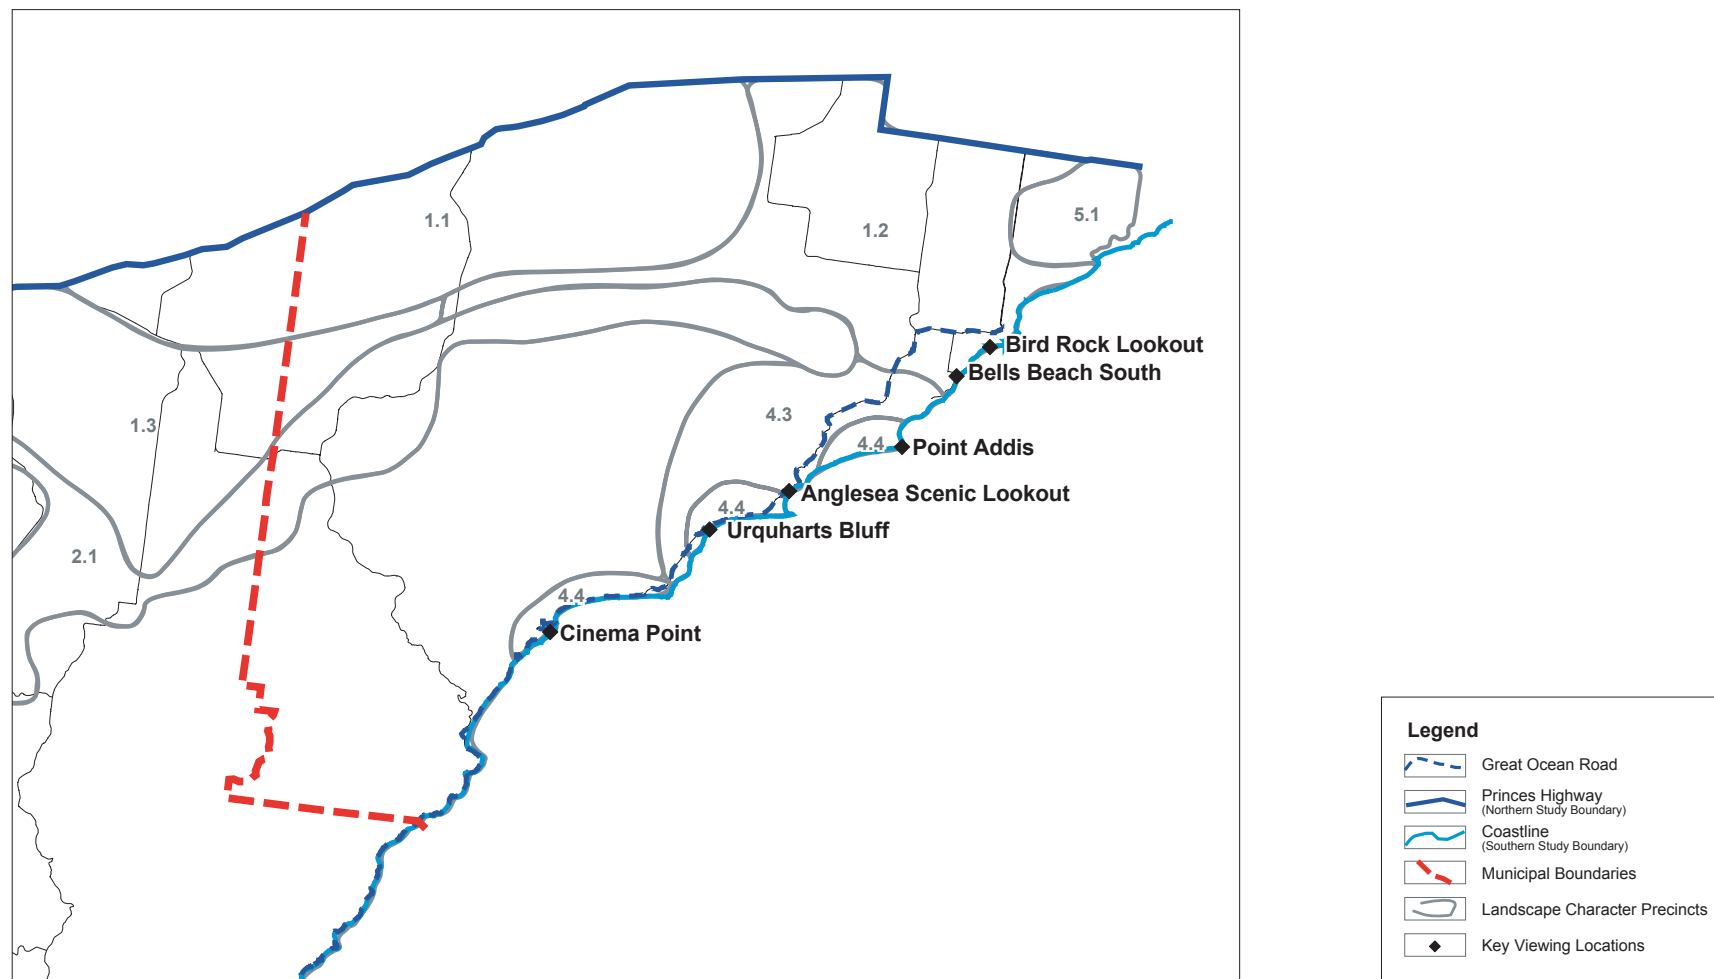 1.1
5.1
1.2
Bird Rock Lookout
Bells Beach South
4.3
1.3
4.4
Point Addis
Anglesea Scenic Lookout
4.4
Urquharts Bluff
2.1
4.4
Cinema Point
Legend
Great Ocean Road
Princes Highway
(Northern Study Boundary)
Coastline
(Southern Study Boundary)
Municipal Boundaries
Landscape Character Precincts
Key Viewing Locations